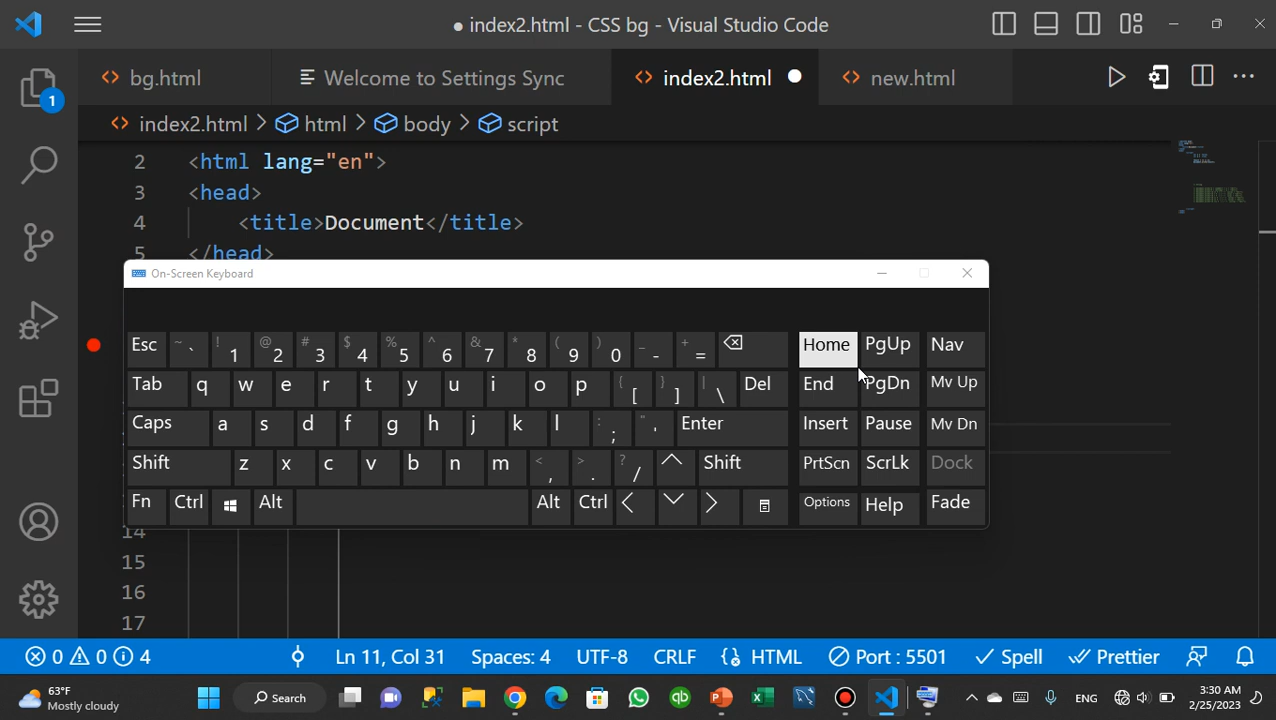 ● index2.html - CSS bg - Visual Studio Code
bg.html Welcome to Settings Sync index2.html new.html
1
index2.html > html > body > script
2 <html lang="en">
3 <head>
4 <title>Document</title>
5 </head>
On-Screen Keyboard
Esc ~ ` ! 1 @ 2 # 3 $ 4 % 5 ^ 6 & 7 * 8 ( 9 ) 0 _ - + = Home PgUp Nav
Tab q w e r t y u i o p { [ } ] | \ Del End PgDn Mv Up
Caps a s d f g h j k l : ; " ' Enter Insert Pause Mv Dn
Shift z x c v b n m < , > . ? / Shift PrtScn ScrLk Dock
Fn Ctrl Alt Alt Ctrl Options Help Fade
14
15
16
17
0 0 4 Ln 11, Col 31 Spaces: 4 UTF-8 CRLF {} HTML Port : 5501 Spell Prettier
63°F
Mostly cloudy
Search
ENG
3:30 AM
2/25/2023